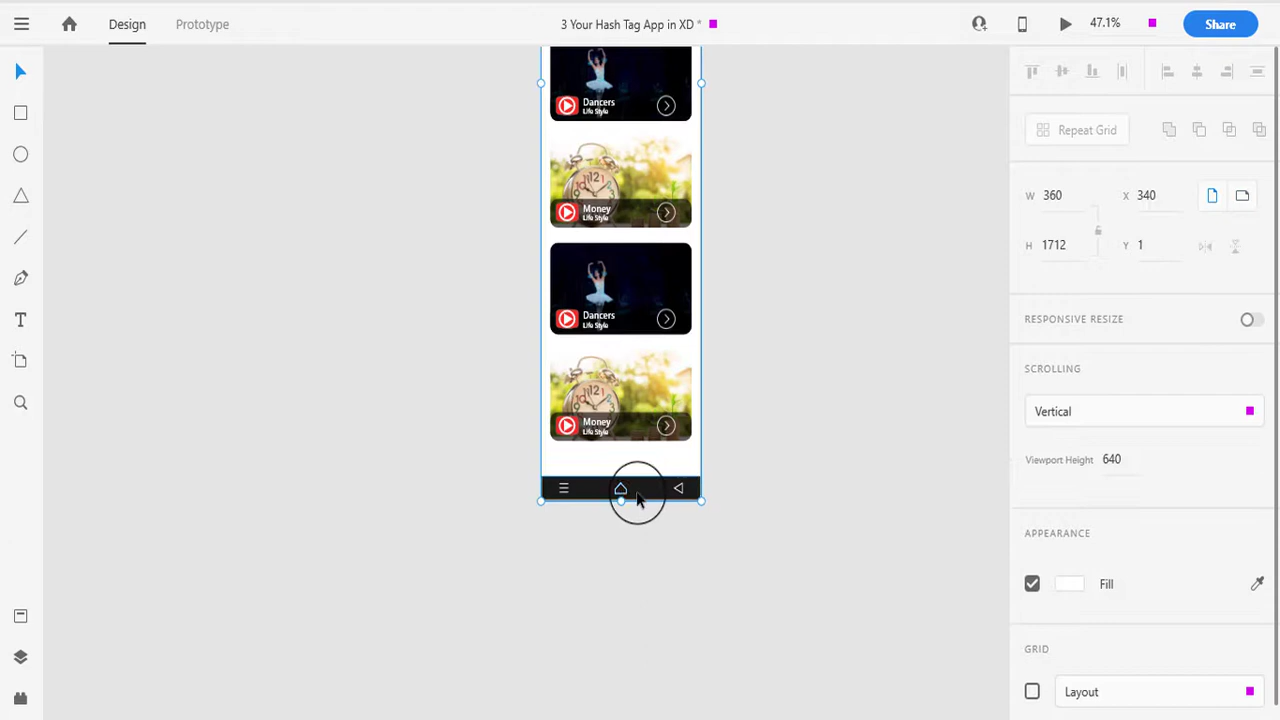 Design Prototype 3 Your Hash Tag App in XD * 47.1% Share
Dancers
Life Style
Repeat Grid
12
Money
Life Style
W 360 X 340
H 1712 Y 1
Dancers
Life Style
RESPONSIVE RESIZE
SCROLLING
12
Money
Life Style
Vertical
Viewport Height 640
APPEARANCE
Fill
GRID
Layout
T